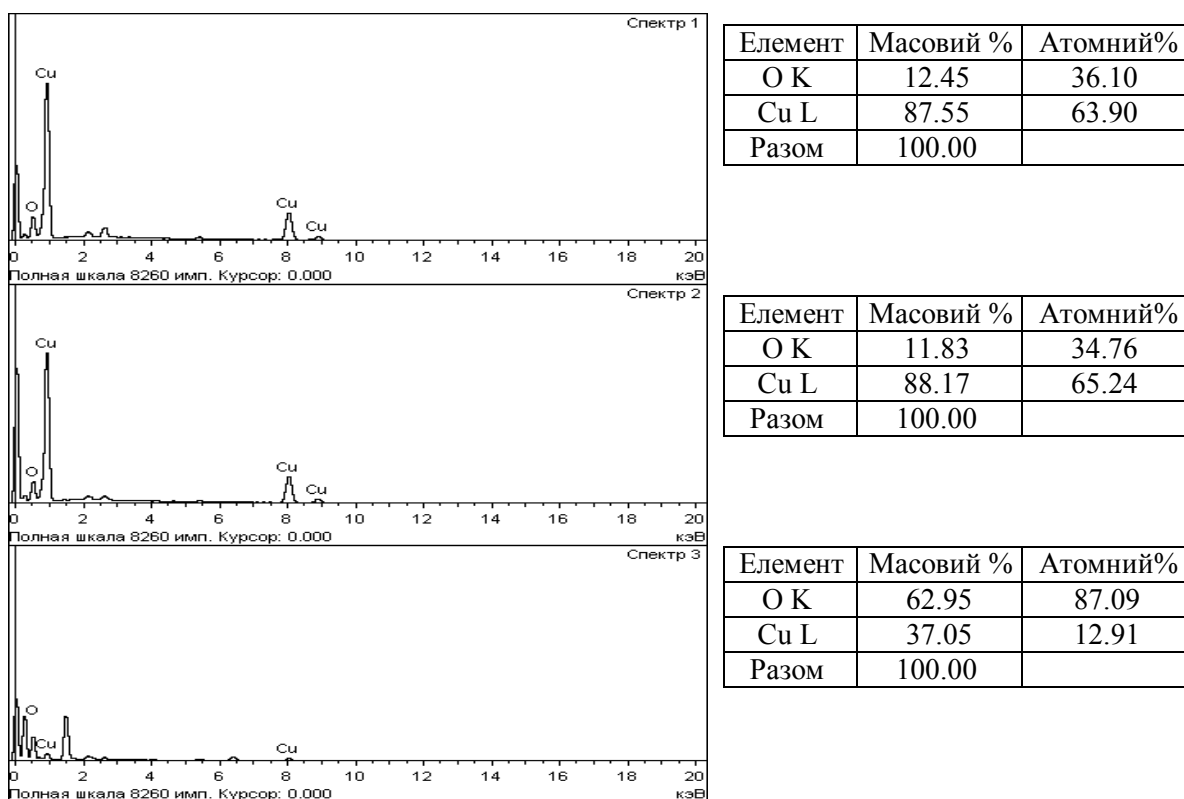 Спектр 1
Cu
O
Cu
Cu
0 2 4 6 8 10 12 14 16 18 20
Полная шкала 8260 имп. Курсор: 0.000 кэВ
Елемент Масовий % Атомний%
O K 12.45 36.10
Cu L 87.55 63.90
Разом 100.00
Спектр 2
Cu
O
Cu
Cu
0 2 4 6 8 10 12 14 16 18 20
Полная шкала 8260 имп. Курсор: 0.000 кэВ
Елемент Масовий % Атомний%
O K 11.83 34.76
Cu L 88.17 65.24
Разом 100.00
Спектр 3
O
Cu
Cu
0 2 4 6 8 10 12 14 16 18 20
Полная шкала 8260 имп. Курсор: 0.000 кэВ
Елемент Масовий % Атомний%
O K 62.95 87.09
Cu L 37.05 12.91
Разом 100.00